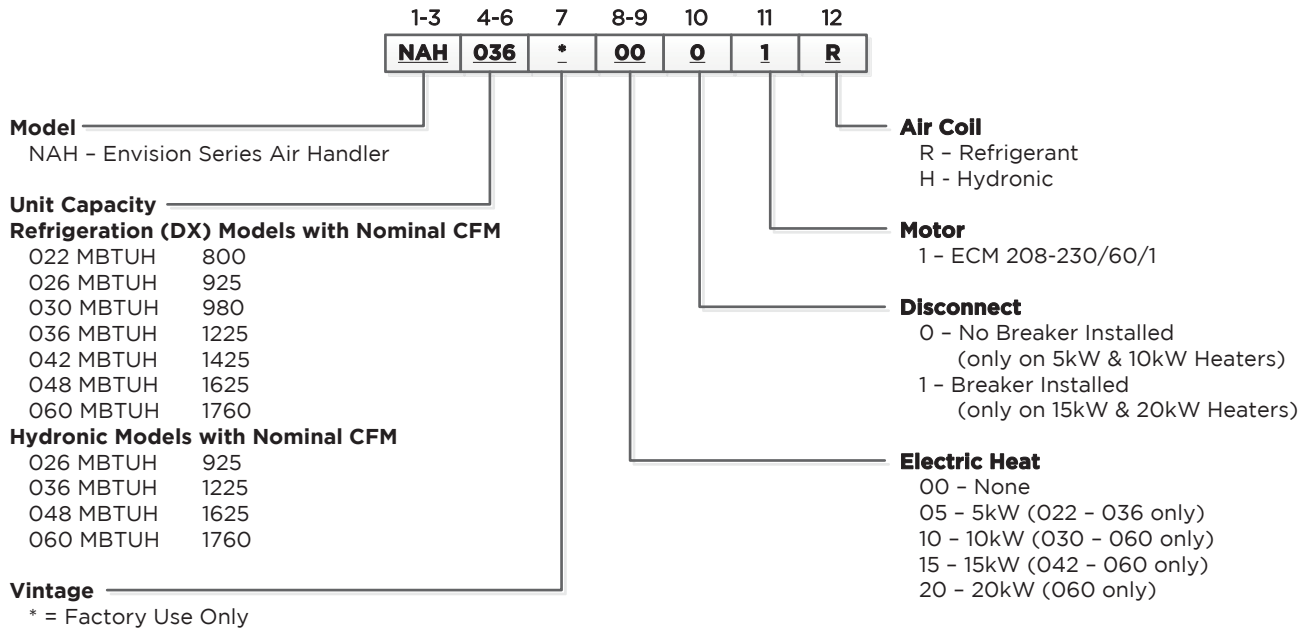 1-3 4-6 7 8-9 10 11 12
NAH 036 * 00 0 1 R
Model
NAH – Envision Series Air Handler
Unit Capacity
Refrigeration (DX) Models with Nominal CFM
022 MBTUH 800
026 MBTUH 925
030 MBTUH 980
036 MBTUH 1225
042 MBTUH 1425
048 MBTUH 1625
060 MBTUH 1760
Hydronic Models with Nominal CFM
026 MBTUH 925
036 MBTUH 1225
048 MBTUH 1625
060 MBTUH 1760
Vintage
* = Factory Use Only
Air Coil
R – Refrigerant
H - Hydronic
Motor
1 – ECM 208-230/60/1
Disconnect
0 – No Breaker Installed
(only on 5kW & 10kW Heaters)
1 – Breaker Installed
(only on 15kW & 20kW Heaters)
Electric Heat
00 – None
05 – 5kW (022 – 036 only)
10 – 10kW (030 – 060 only)
15 – 15kW (042 – 060 only)
20 – 20kW (060 only)